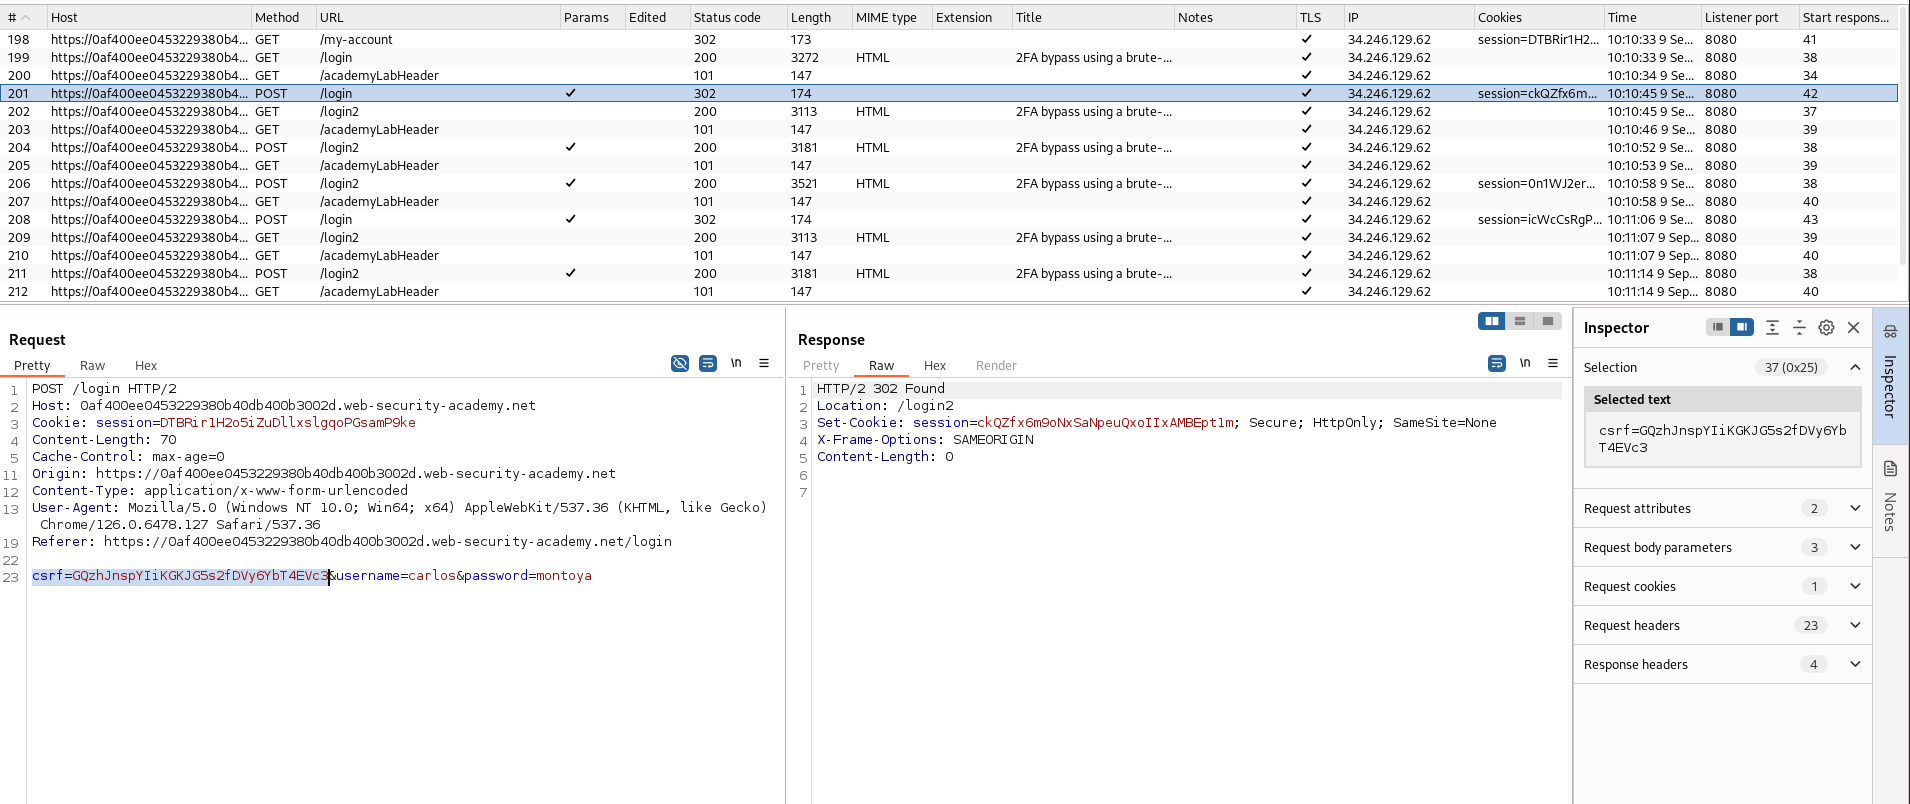 # Host Method URL Params Edited Status code Length MIME type Extension Title Notes TLS IP Cookies Time Listener port Start respons...
198 https://0af400ee0453229380b4... GET /my-account 302 173 ✓ 34.246.129.62 session=DTBRir1H2... 10:10:33 9 Se... 8080 41
199 https://0af400ee0453229380b4... GET /login 200 3272 HTML 2FA bypass using a brute-... ✓ 34.246.129.62 10:10:33 9 Se... 8080 38
200 https://0af400ee0453229380b4... GET /academyLabHeader 101 147 ✓ 34.246.129.62 10:10:34 9 Se... 8080 34
201 https://0af400ee0453229380b4... POST /login ✓ 302 174 ✓ 34.246.129.62 session=ckQZfx6m... 10:10:45 9 Se... 8080 42
202 https://0af400ee0453229380b4... GET /login2 200 3113 HTML 2FA bypass using a brute-... ✓ 34.246.129.62 10:10:45 9 Se... 8080 37
203 https://0af400ee0453229380b4... GET /academyLabHeader 101 147 ✓ 34.246.129.62 10:10:46 9 Se... 8080 39
204 https://0af400ee0453229380b4... POST /login2 ✓ 200 3181 HTML 2FA bypass using a brute-... ✓ 34.246.129.62 10:10:52 9 Se... 8080 38
205 https://0af400ee0453229380b4... GET /academyLabHeader 101 147 ✓ 34.246.129.62 10:10:53 9 Se... 8080 39
206 https://0af400ee0453229380b4... POST /login2 ✓ 200 3521 HTML 2FA bypass using a brute-... ✓ 34.246.129.62 session=0n1WJ2er... 10:10:58 9 Se... 8080 38
207 https://0af400ee0453229380b4... GET /academyLabHeader 101 147 ✓ 34.246.129.62 10:10:58 9 Se... 8080 40
208 https://0af400ee0453229380b4... POST /login ✓ 302 174 ✓ 34.246.129.62 session=icWcCsRgP... 10:11:06 9 Sep... 8080 43
209 https://0af400ee0453229380b4... GET /login2 200 3113 HTML 2FA bypass using a brute-... ✓ 34.246.129.62 10:11:07 9 Sep... 8080 39
210 https://0af400ee0453229380b4... GET /academyLabHeader 101 147 ✓ 34.246.129.62 10:11:07 9 Sep... 8080 40
211 https://0af400ee0453229380b4... POST /login2 ✓ 200 3181 HTML 2FA bypass using a brute-... ✓ 34.246.129.62 10:11:14 9 Sep... 8080 38
212 https://0af400ee0453229380b4... GET /academyLabHeader 101 147 ✓ 34.246.129.62 10:11:14 9 Sep... 8080 40
Request
Pretty Raw Hex \n
1 POST /login HTTP/2
2 Host: 0af400ee0453229380b40db400b3002d.web-security-academy.net
3 Cookie: session=DTBRir1H2o5iZuDllxslgqoPGsamP9ke
4 Content-Length: 70
5 Cache-Control: max-age=0
11 Origin: https://0af400ee0453229380b40db400b3002d.web-security-academy.net
12 Content-Type: application/x-www-form-urlencoded
13 User-Agent: Mozilla/5.0 (Windows NT 10.0; Win64; x64) AppleWebKit/537.36 (KHTML, like Gecko)
Chrome/126.0.6478.127 Safari/537.36
19 Referer: https://0af400ee0453229380b40db400b3002d.web-security-academy.net/login
22
23 csrf=GQzhJnspYIiKGKJG5s2fDVy6YbT4EVc3&username=carlos&password=montoya
Response
Pretty Raw Hex Render \n
1 HTTP/2 302 Found
2 Location: /login2
3 Set-Cookie: session=ckQZfx6m9oNxSaNpeuQxoIIxAMBEpt1m; Secure; HttpOnly; SameSite=None
4 X-Frame-Options: SAMEORIGIN
5 Content-Length: 0
6
7
Inspector
Selection 37 (0x25)
Selected text
csrf=GQzhJnspYIiKGKJG5s2fDVy6Yb
T4EVc3
Request attributes 2
Request body parameters 3
Request cookies 1
Request headers 23
Response headers 4
Inspector
Notes